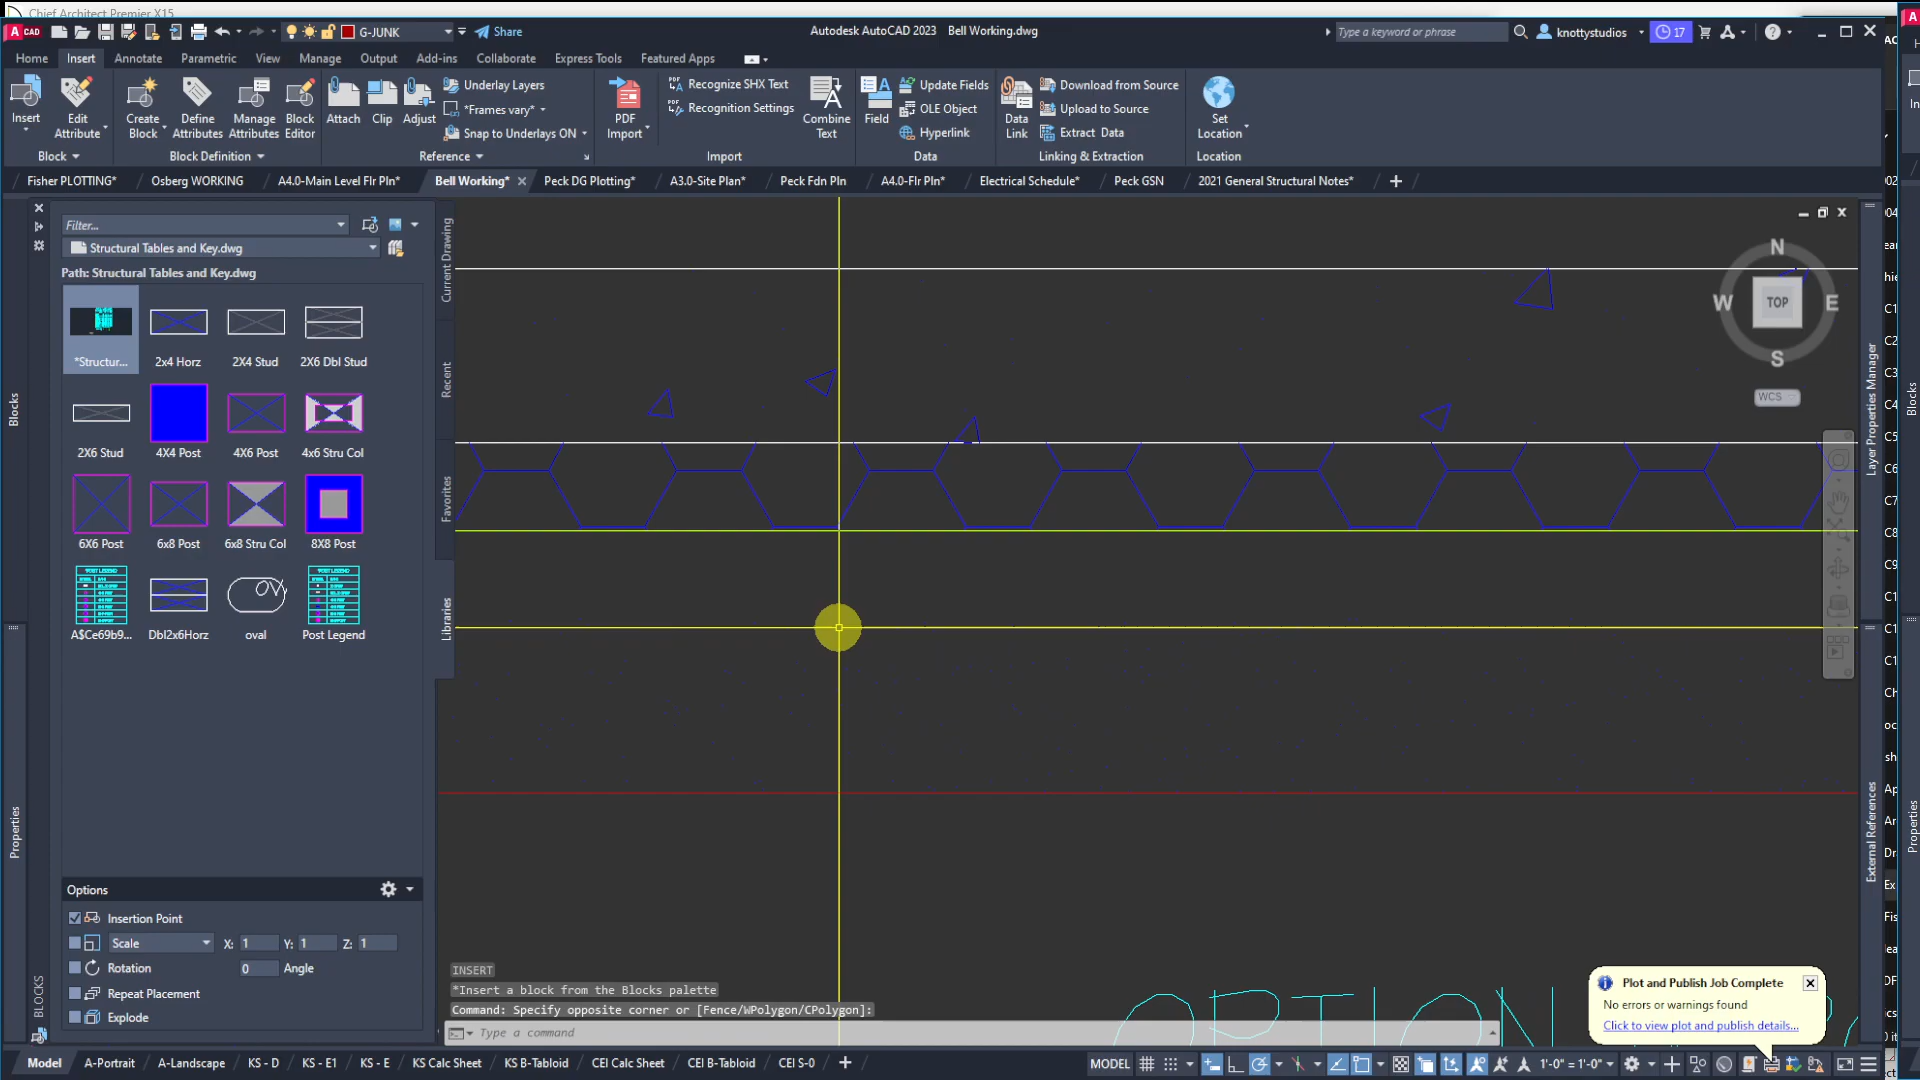 Chief Architect Premier X15
CAD
G-JUNK
Share
Autodesk AutoCAD 2023 Bell Working.dwg
Type a keyword or phrase
knottystudios
17
Home Insert Annotate Parametric View Manage Output Add-ins Collaborate Express Tools Featured Apps
Insert
Edit Attribute
Create Block
Define Attributes
Manage Attributes
Block Editor
Attach
Clip
Adjust
Underlay Layers
*Frames vary*
Snap to Underlays ON
PDF Import
Recognize SHX Text
Recognition Settings
Combine Text
Field
Update Fields
OLE Object
Hyperlink
Data Link
Download from Source
Upload to Source
Extract Data
Set Location
Block Block Definition Reference Import Data Linking & Extraction Location
Fisher PLOTTING* Osberg WORKING A4.0-Main Level Flr Pln* Bell Working* Peck DG Plotting* A3.0-Site Plan* Peck Fdn Pln A4.0-Flr Pln* Electrical Schedule* Peck GSN 2021 General Structural Notes*
Filter...
Structural Tables and Key.dwg
Path: Structural Tables and Key.dwg
*Structur... 2x4 Horz 2X4 Stud 2X6 Dbl Stud
2X6 Stud 4X4 Post 4X6 Post 4x6 Stru Col
6X6 Post 6x8 Post 6x8 Stru Col 8X8 Post
POST LEGEND
OV
POST LEGEND
A$Ce69b9... Dbl2x6Horz oval Post Legend
Current Drawing
Recent
Favorites
Libraries
Blocks
Properties
BLOCKS
Options
Insertion Point
Scale X: 1 Y: 1 Z: 1
Rotation 0 Angle
Repeat Placement
Explode
N
W TOP E
S
WCS
Layer Properties Manager
External References
Blocks
Properties
INSERT
*Insert a block from the Blocks palette
Command: Specify opposite corner or [Fence/WPolygon/CPolygon]:
Type a command
OPTION
Plot and Publish Job Complete
No errors or warnings found
Click to view plot and publish details...
Model A-Portrait A-Landscape KS - D KS - E1 KS - E KS Calc Sheet KS B-Tabloid CEI Calc Sheet CEI B-Tabloid CEI S-0
MODEL
1'-0" = 1'-0"